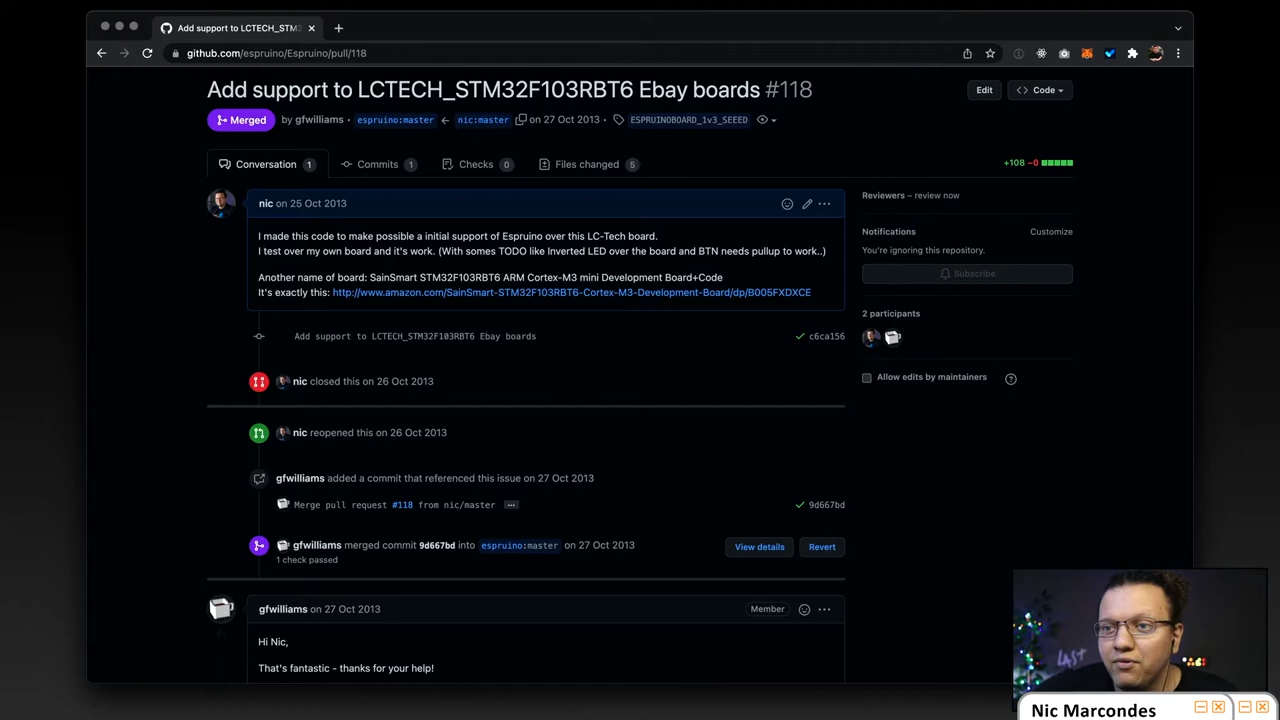 Add support to LCTECH_STM3
github.com/espruino/Espruino/pull/118
Add support to LCTECH_STM32F103RBT6 Ebay boards #118
Edit
Code
Merged
by gfwilliams
espruino:master
nic:master
on 27 Oct 2013
ESPRUINOBOARD_1v3_SEEED
Conversation 1
Commits 1
Checks 0
Files changed 5
+108 −0
nic on 25 Oct 2013
I made this code to make possible a initial support of Espruino over this LC-Tech board.
I test over my own board and it's work. (With somes TODO like Inverted LED over the board and BTN needs pullup to work..)
Another name of board: SainSmart STM32F103RBT6 ARM Cortex-M3 mini Development Board+Code
It's exactly this: http://www.amazon.com/SainSmart-STM32F103RBT6-Cortex-M3-Development-Board/dp/B005FXDXCE
Add support to LCTECH_STM32F103RBT6 Ebay boards
c6ca156
nic closed this on 26 Oct 2013
nic reopened this on 26 Oct 2013
gfwilliams added a commit that referenced this issue on 27 Oct 2013
Merge pull request #118 from nic/master
9d667bd
gfwilliams merged commit 9d667bd into espruino:master on 27 Oct 2013
1 check passed
View details
Revert
gfwilliams on 27 Oct 2013
Member
Hi Nic,
That's fantastic - thanks for your help!
Reviewers – review now
Notifications
Customize
You're ignoring this repository.
Subscribe
2 participants
Allow edits by maintainers
LAST
Nic Marcondes